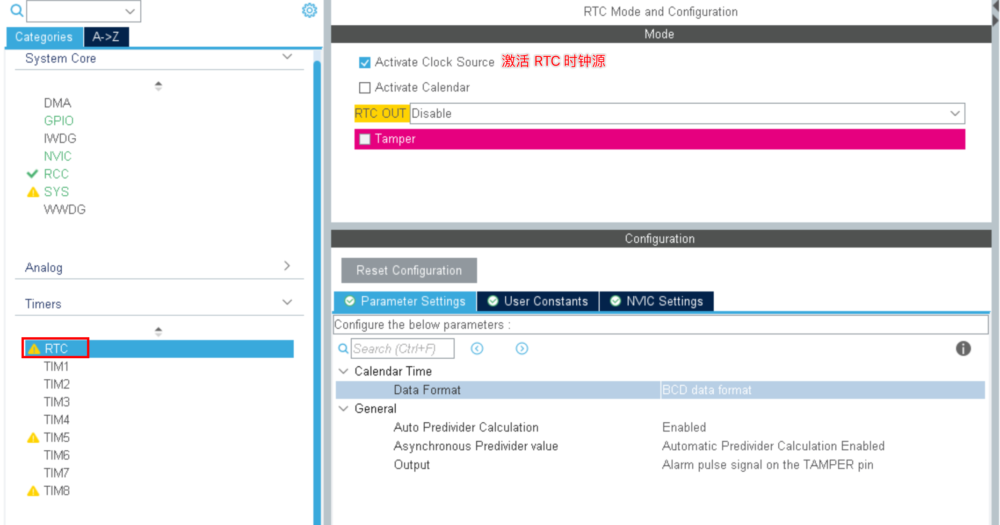 Categories
A->Z
System Core
DMA
GPIO
IWDG
NVIC
RCC
SYS
WWDG
Analog
Timers
RTC
TIM1
TIM2
TIM3
TIM4
TIM5
TIM6
TIM7
TIM8
RTC Mode and Configuration
Mode
Activate Clock Source 激活 RTC 时钟源
Activate Calendar
RTC OUT Disable
Tamper
Configuration
Reset Configuration
Parameter Settings User Constants NVIC Settings
Configure the below parameters :
Search (Ctrl+F)
Calendar Time
Data Format BCD data format
General
Auto Predivider Calculation Enabled
Asynchronous Predivider value Automatic Predivider Calculation Enabled
Output Alarm pulse signal on the TAMPER pin